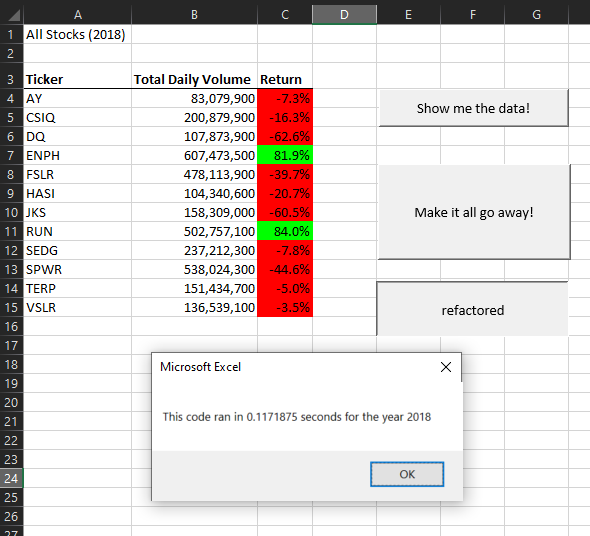 A B C D E F G
1 All Stocks (2018)
2
3 Ticker Total Daily Volume Return
4 AY 83,079,900 -7.3%
5 CSIQ 200,879,900 -16.3%
6 DQ 107,873,900 -62.6%
7 ENPH 607,473,500 81.9%
8 FSLR 478,113,900 -39.7%
9 HASI 104,340,600 -20.7%
10 JKS 158,309,000 -60.5%
11 RUN 502,757,100 84.0%
12 SEDG 237,212,300 -7.8%
13 SPWR 538,024,300 -44.6%
14 TERP 151,434,700 -5.0%
15 VSLR 136,539,100 -3.5%
16
17
18
19
20
21
22
23
24
25
26
27
Show me the data!
Make it all go away!
refactored
Microsoft Excel
This code ran in 0.1171875 seconds for the year 2018
OK